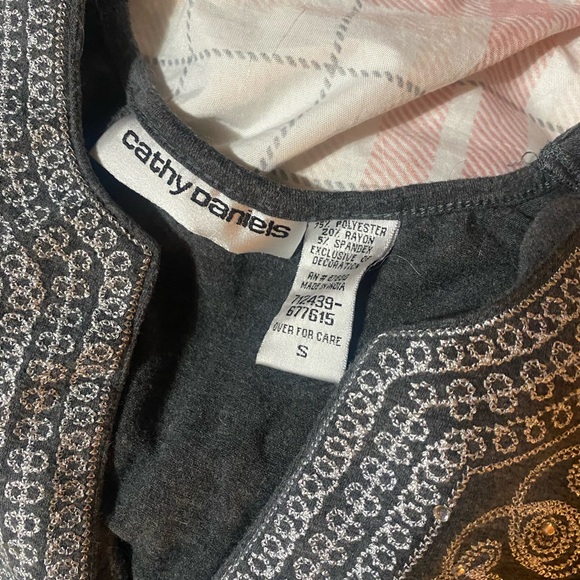 cathy Daniels
75% POLYESTER
20% RAYON
5% SPANDEX
EXCLUSIVE OF
DECORATION
RN #
MADE IN INDIA
712439-
677615
OVER FOR CARE
S